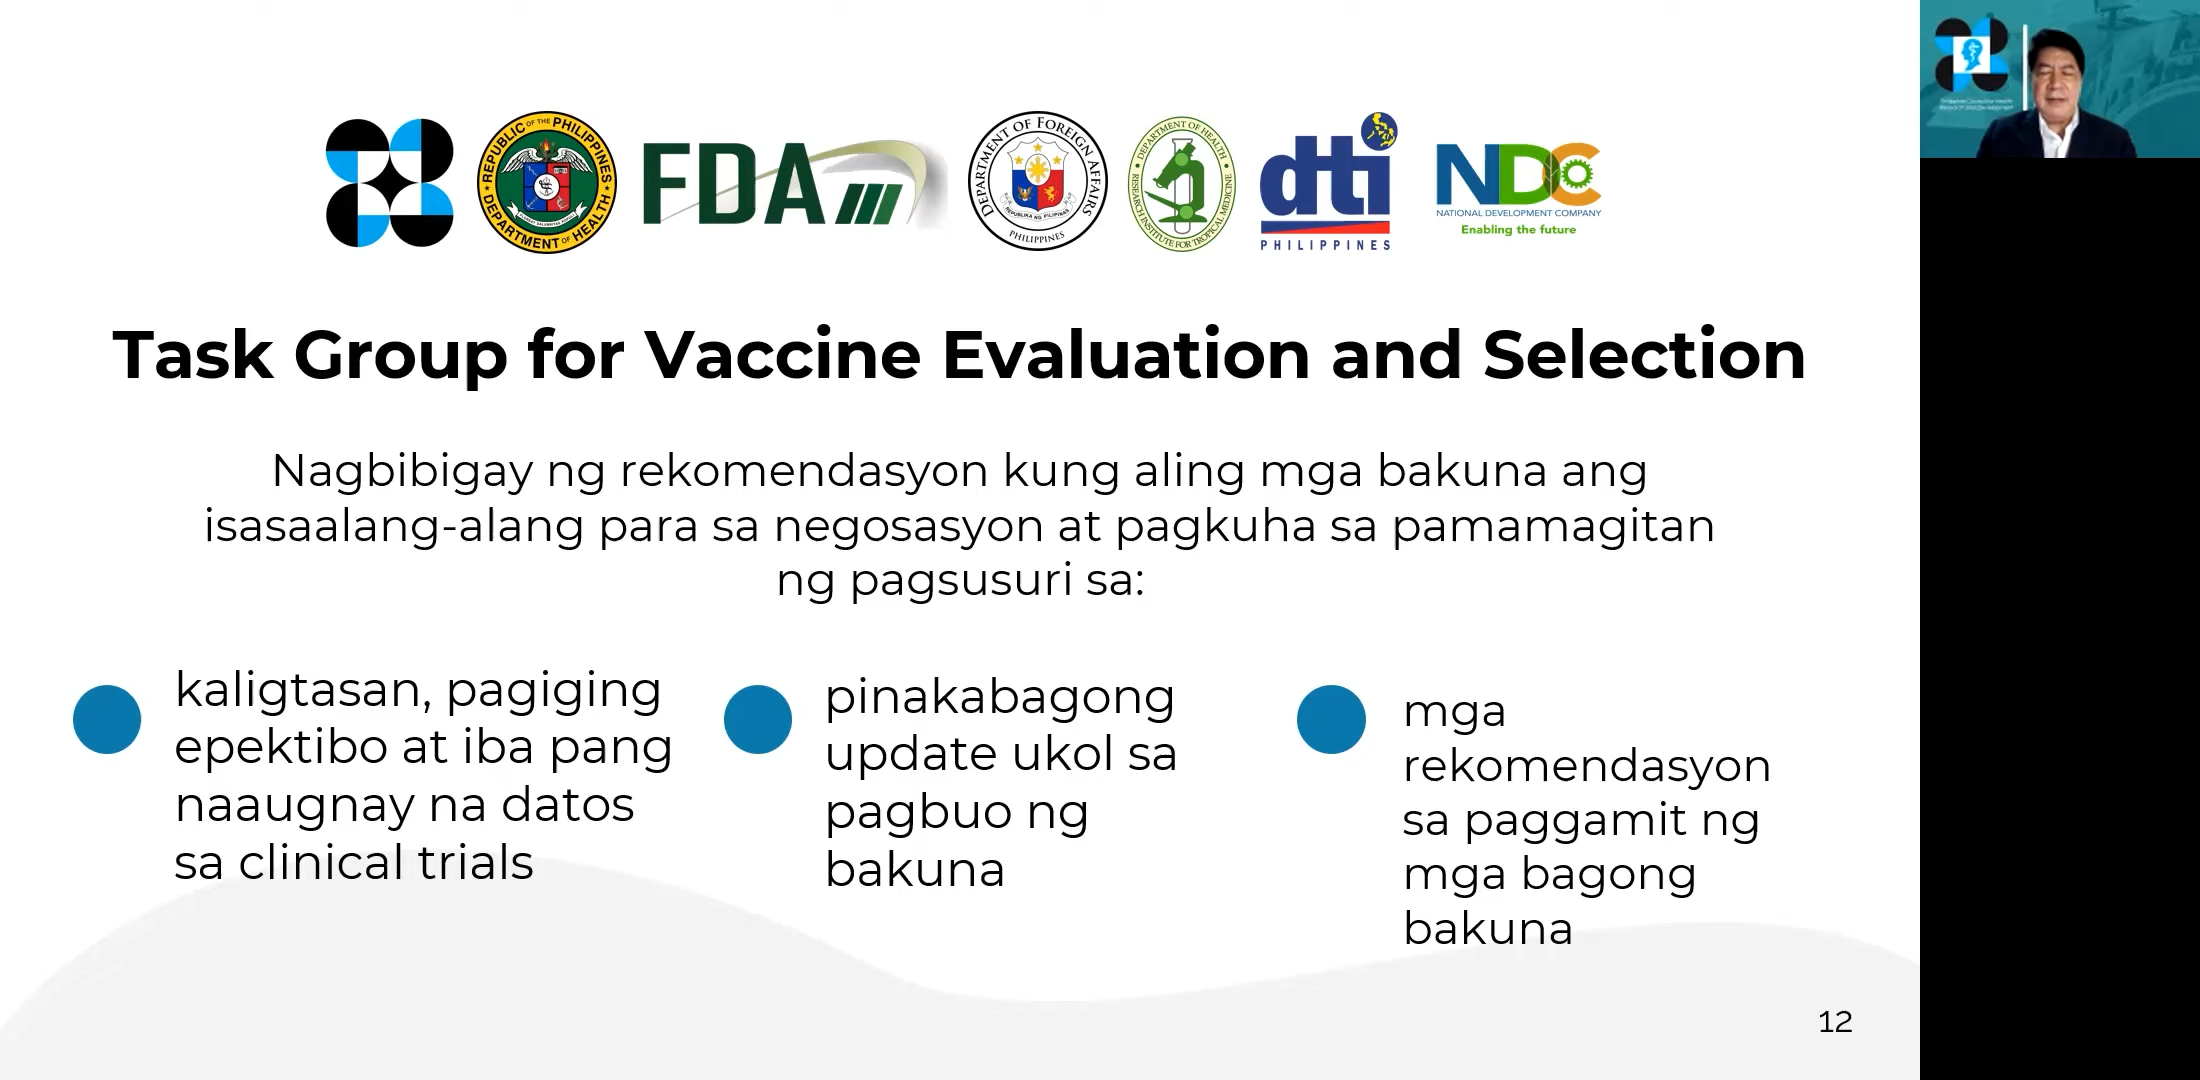 REPUBLIC OF THE PHILIPPINES
DEPARTMENT OF HEALTH
FDA
DEPARTMENT OF FOREIGN AFFAIRS
REPUBLIKA NG PILIPINAS
PHILIPPINES
DEPARTMENT OF HEALTH
RESEARCH INSTITUTE FOR TROPICAL MEDICINE
dti
PHILIPPINES
NDC
NATIONAL DEVELOPMENT COMPANY
Enabling the future
Task Group for Vaccine Evaluation and Selection
Nagbibigay ng rekomendasyon kung aling mga bakuna ang
isasaalang-alang para sa negosasyon at pagkuha sa pamamagitan
ng pagsusuri sa:
kaligtasan, pagiging
epektibo at iba pang
naaugnay na datos
sa clinical trials
pinakabagong
update ukol sa
pagbuo ng
bakuna
mga
rekomendasyon
sa paggamit ng
mga bagong
bakuna
12